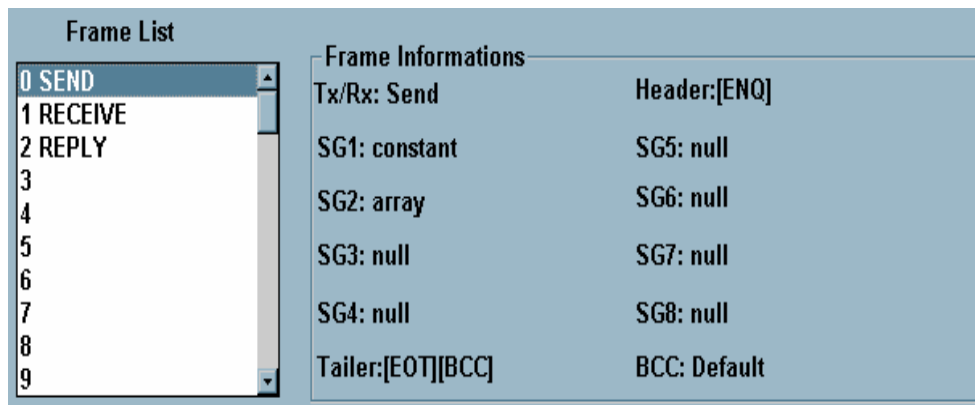 Frame List
0 SEND
1 RECEIVE
2 REPLY
3
4
5
6
7
8
9
Frame Informations
Tx/Rx: Send
Header:[ENQ]
SG1: constant
SG5: null
SG2: array
SG6: null
SG3: null
SG7: null
SG4: null
SG8: null
Tailer:[EOT][BCC]
BCC: Default